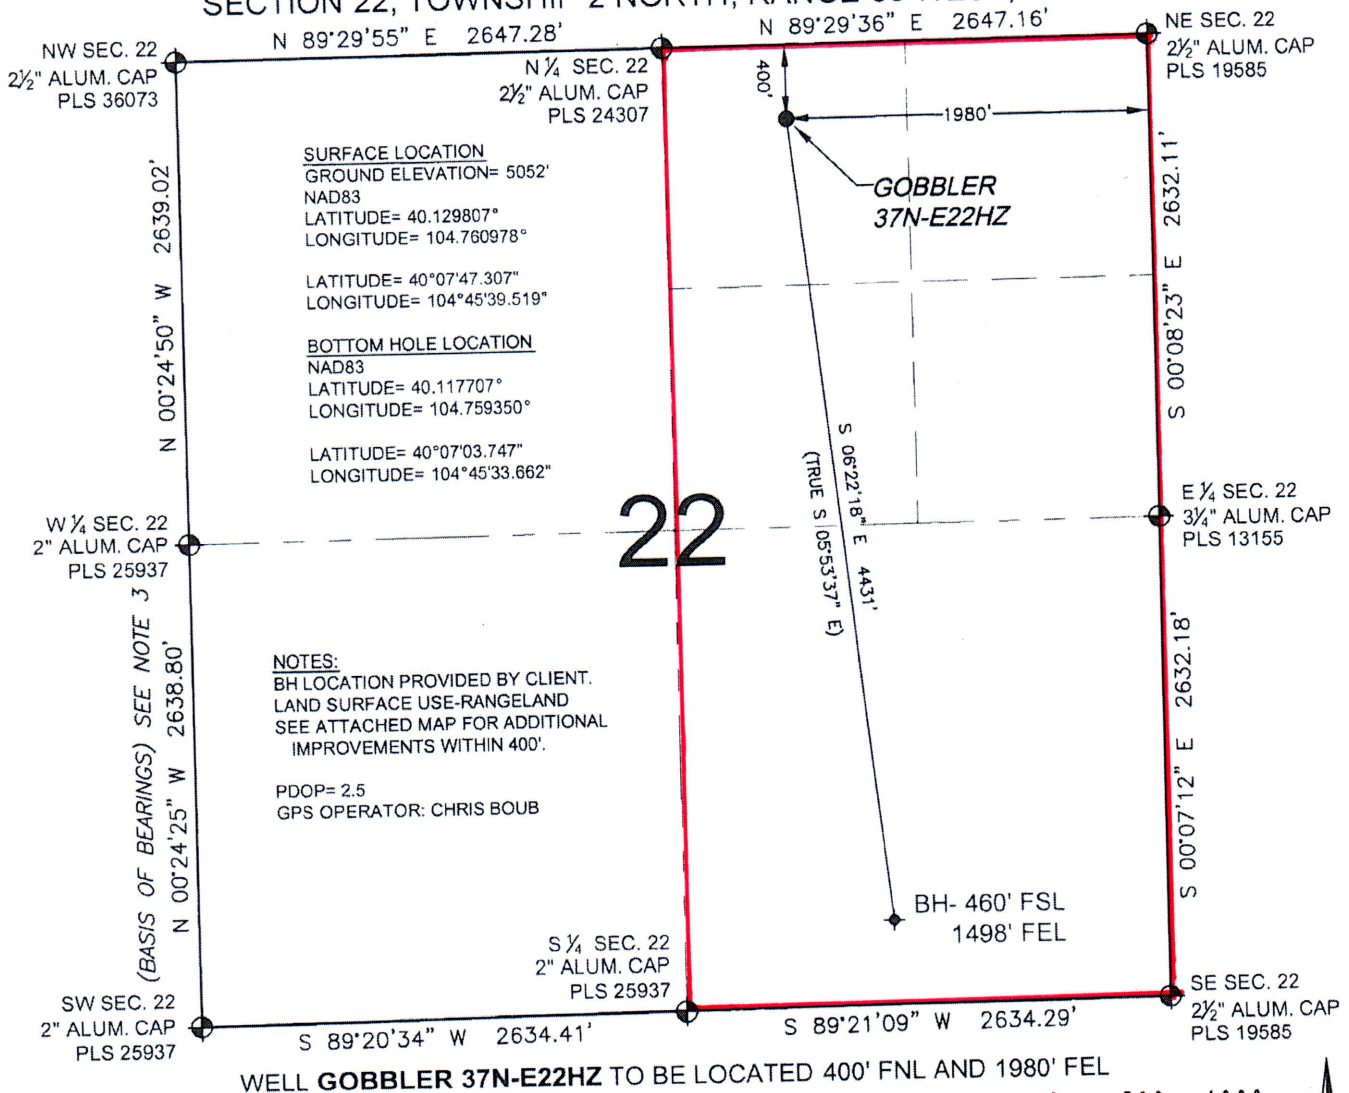 SECTION 22, TOWNSHIP 2 NORTH, RANGE
N 89°29'55" E 2647.28'
N 89°29'36" E 2647.16'
NW SEC. 22
2½" ALUM. CAP
PLS 36073
N ¼ SEC. 22
2½" ALUM. CAP
PLS 24307
NE SEC. 22
2½" ALUM. CAP
PLS 19585
400'
1980'
GOBBLER
37N-E22HZ
SURFACE LOCATION
GROUND ELEVATION= 5052'
NAD83
LATITUDE= 40.129807°
LONGITUDE= 104.760978°
LATITUDE= 40°07'47.307"
LONGITUDE= 104°45'39.519"
BOTTOM HOLE LOCATION
NAD83
LATITUDE= 40.117707°
LONGITUDE= 104.759350°
LATITUDE= 40°07'03.747"
LONGITUDE= 104°45'33.662"
N 00°24'50" W 2639.02'
S 00°08'23" E 2632.11'
S 06°22'18" E 4431'
(TRUE S 05°53'37" E)
22
W ¼ SEC. 22
2" ALUM. CAP
PLS 25937
E ¼ SEC. 22
3¼" ALUM. CAP
PLS 13155
(BASIS OF BEARINGS) SEE NOTE 3
N 00°24'25" W 2638.80'
S 00°07'12" E 2632.18'
NOTES:
BH LOCATION PROVIDED BY CLIENT.
LAND SURFACE USE-RANGELAND
SEE ATTACHED MAP FOR ADDITIONAL
IMPROVEMENTS WITHIN 400'.
PDOP= 2.5
GPS OPERATOR: CHRIS BOUB
BH- 460' FSL
1498' FEL
S ¼ SEC. 22
2" ALUM. CAP
PLS 25937
SW SEC. 22
2" ALUM. CAP
PLS 25937
SE SEC. 22
2½" ALUM. CAP
PLS 19585
S 89°20'34" W 2634.41'
S 89°21'09" W 2634.29'
WELL GOBBLER 37N-E22HZ TO BE LOCATED 400' FNL AND 1980' FEL